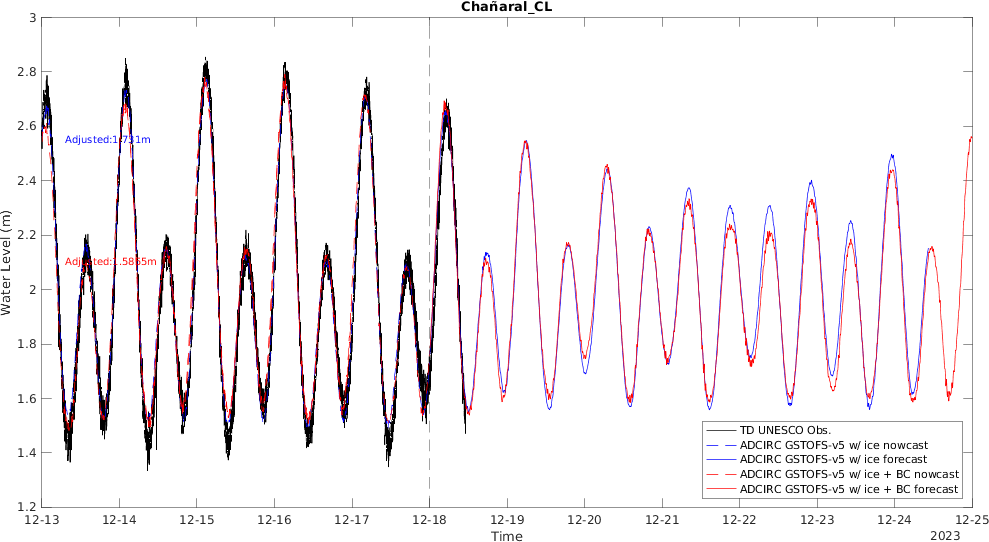 Chañaral_CL
3
2.8
2.6
2.4
2.2
2
1.8
1.6
1.4
1.2
Water Level (m)
Adjusted:1.731m
Adjusted:1.5865m
TD UNESCO Obs.
ADCIRC GSTOFS-v5 w/ ice nowcast
ADCIRC GSTOFS-v5 w/ ice forecast
ADCIRC GSTOFS-v5 w/ ice + BC nowcast
ADCIRC GSTOFS-v5 w/ ice + BC forecast
12-13 12-14 12-15 12-16 12-17 12-18 12-19 12-20 12-21 12-22 12-23 12-24 12-25
Time
2023